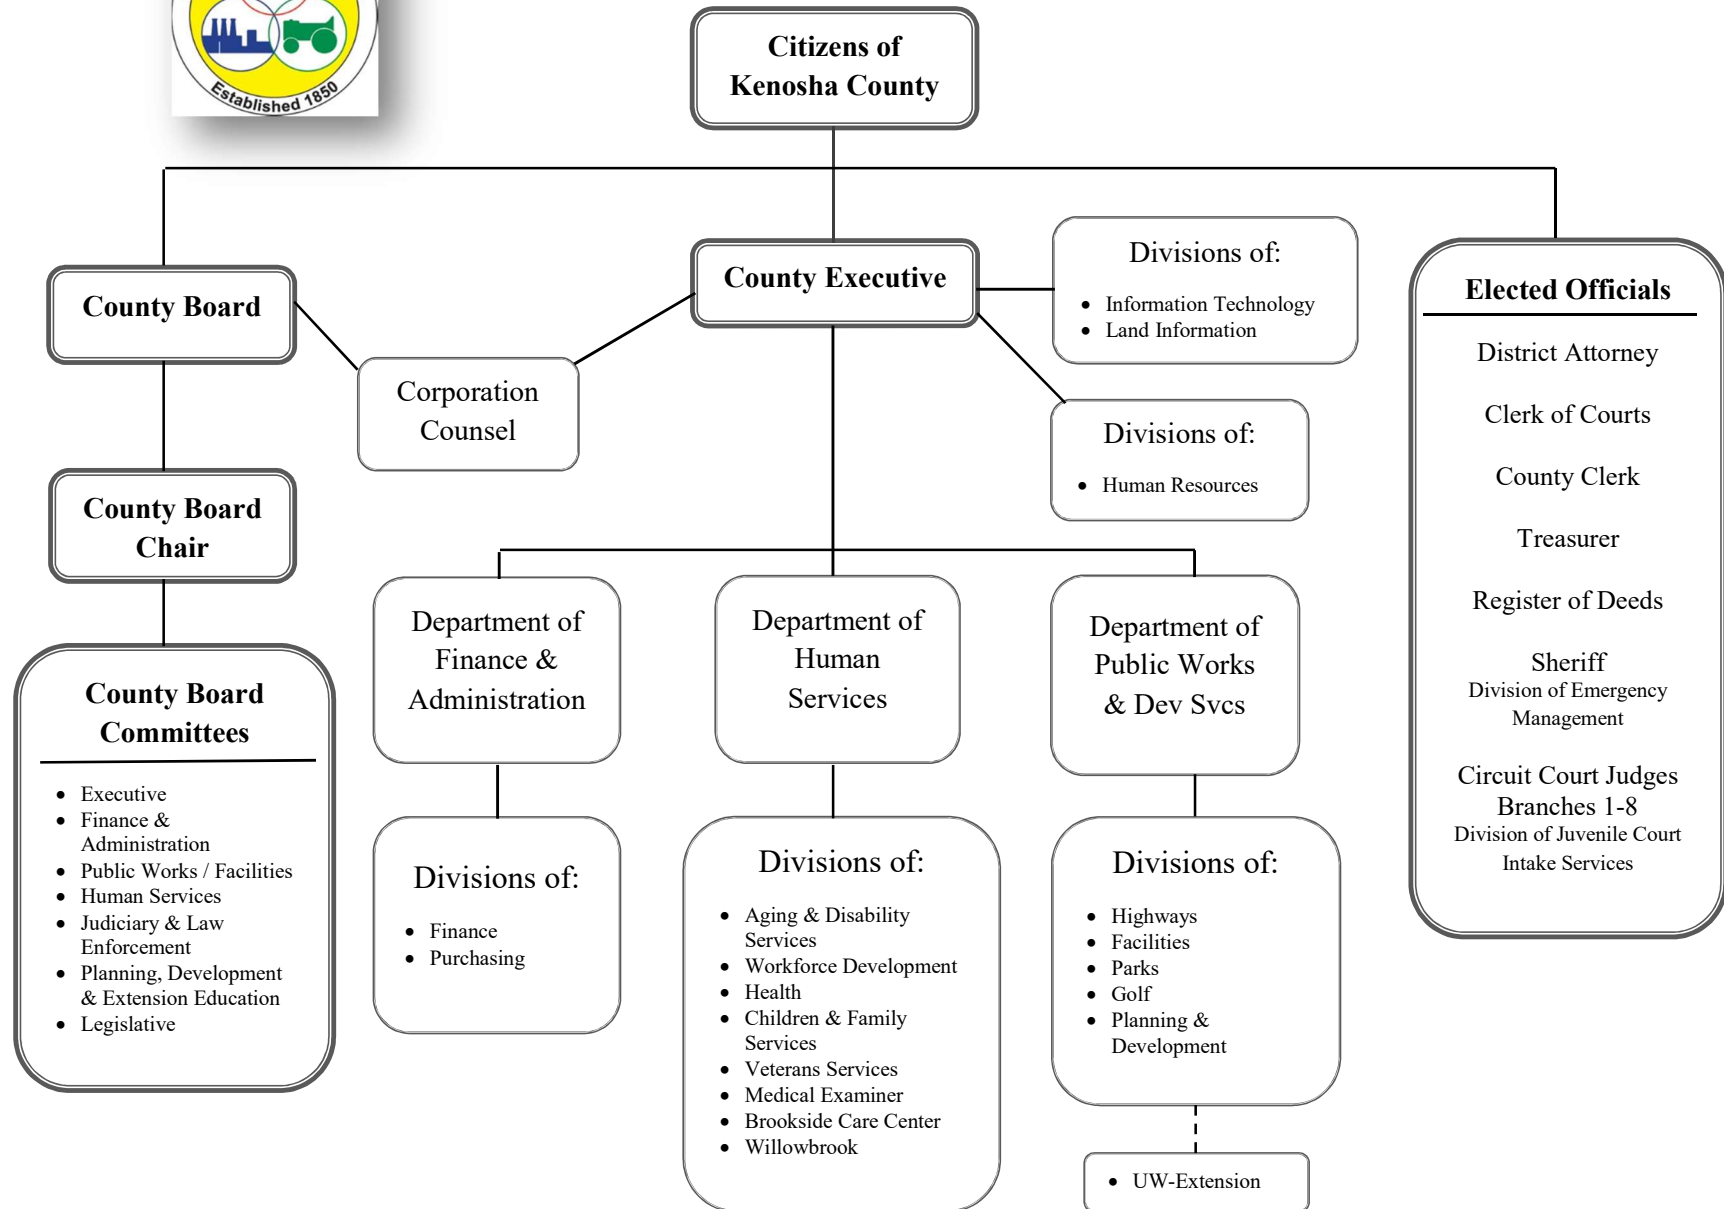 Established 1850
Citizens of
Kenosha County
County Board
County Executive
Divisions of:
• Information Technology
• Land Information
Elected Officials
District Attorney
Clerk of Courts
County Clerk
Treasurer
Register of Deeds
Sheriff
Division of Emergency
Management
Circuit Court Judges
Branches 1-8
Division of Juvenile Court
Intake Services
Corporation
Counsel
Divisions of:
• Human Resources
County Board
Chair
County Board
Committees
• Executive
• Finance &
Administration
• Public Works / Facilities
• Human Services
• Judiciary & Law
Enforcement
• Planning, Development
& Extension Education
• Legislative
Department of
Finance &
Administration
Divisions of:
• Finance
• Purchasing
Department of
Human
Services
Divisions of:
• Aging & Disability
Services
• Workforce Development
• Health
• Children & Family
Services
• Veterans Services
• Medical Examiner
• Brookside Care Center
• Willowbrook
Department of
Public Works
& Dev Svcs
Divisions of:
• Highways
• Facilities
• Parks
• Golf
• Planning &
Development
• UW-Extension